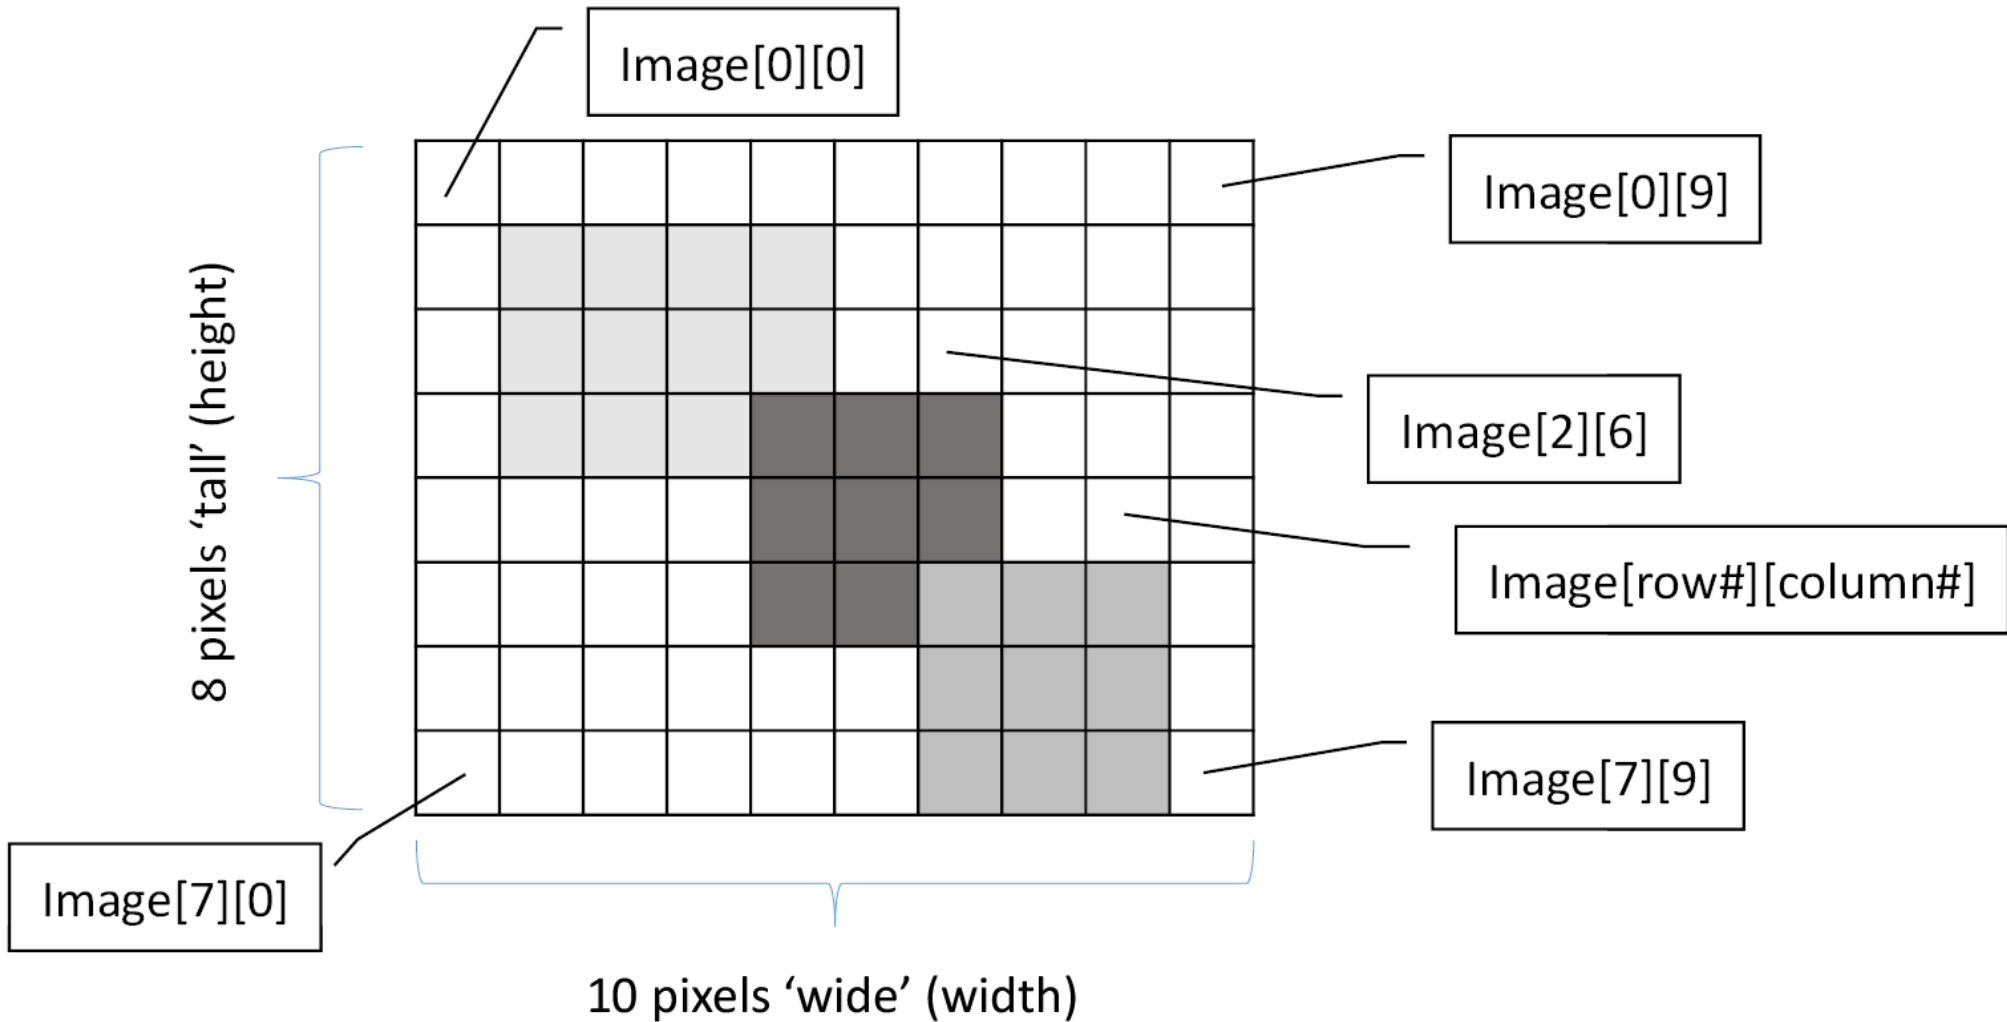 Image[0][0]
Image[0][9]
8 pixels ‘tall’ (height)
Image[2][6]
Image[row#][column#]
Image[7][9]
Image[7][0]
10 pixels ‘wide’ (width)